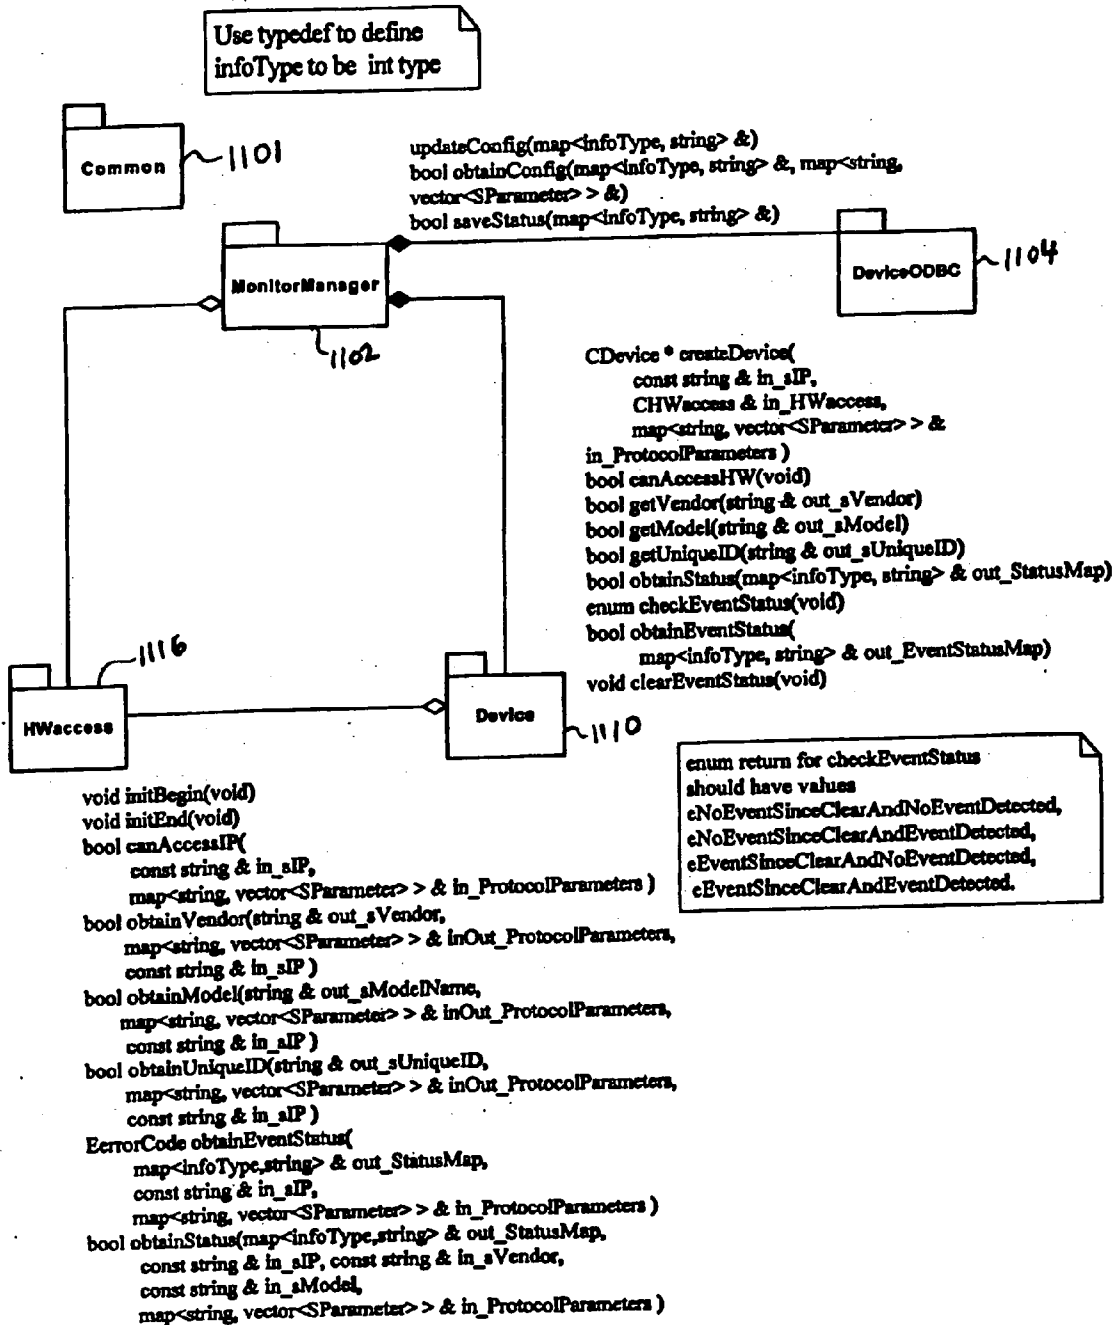 Use typedef to define
infoType to be int type
Common
1101
updateConfig(map<infoType, string> &)
bool obtainConfig(map<infoType, string> &, map<string,
vector<SParameter> > &)
bool saveStatus(map<infoType, string> &)
MonitorManager
1102
DeviceODBC
1104
CDevice * createDevice(
const string & in_sIP,
CHWaccess & in_HWaccess,
map<string, vector<SParameter> > &
in_ProtocolParameters )
bool canAccessHW(void)
bool getVendor(string & out_sVendor)
bool getModel(string & out_sModel)
bool getUniqueID(string & out_sUniqueID)
bool obtainStatus(map<infoType, string> & out_StatusMap)
enum checkEventStatus(void)
bool obtainEventStatus(
map<infoType, string> & out_EventStatusMap)
void clearEventStatus(void)
HWaccess
1116
Device
1110
enum return for checkEventStatus
should have values
eNoEventSinceClearAndNoEventDetected,
eNoEventSinceClearAndEventDetected,
eEventSinceClearAndNoEventDetected,
eEventSinceClearAndEventDetected.
void initBegin(void)
void initEnd(void)
bool canAccessIP(
const string & in_sIP,
map<string, vector<SParameter> > & in_ProtocolParameters )
bool obtainVendor(string & out_sVendor,
map<string, vector<SParameter> > & inOut_ProtocolParameters,
const string & in_sIP )
bool obtainModel(string & out_sModelName,
map<string, vector<SParameter> > & inOut_ProtocolParameters,
const string & in_sIP )
bool obtainUniqueID(string & out_sUniqueID,
map<string, vector<SParameter> > & inOut_ProtocolParameters,
const string & in_sIP )
EerrorCode obtainEventStatus(
map<infoType,string> & out_StatusMap,
const string & in_sIP,
map<string, vector<SParameter> > & in_ProtocolParameters )
bool obtainStatus(map<infoType,string> & out_StatusMap,
const string & in_sIP, const string & in_sVendor,
const string & in_sModel,
map<string, vector<SParameter> > & in_ProtocolParameters )